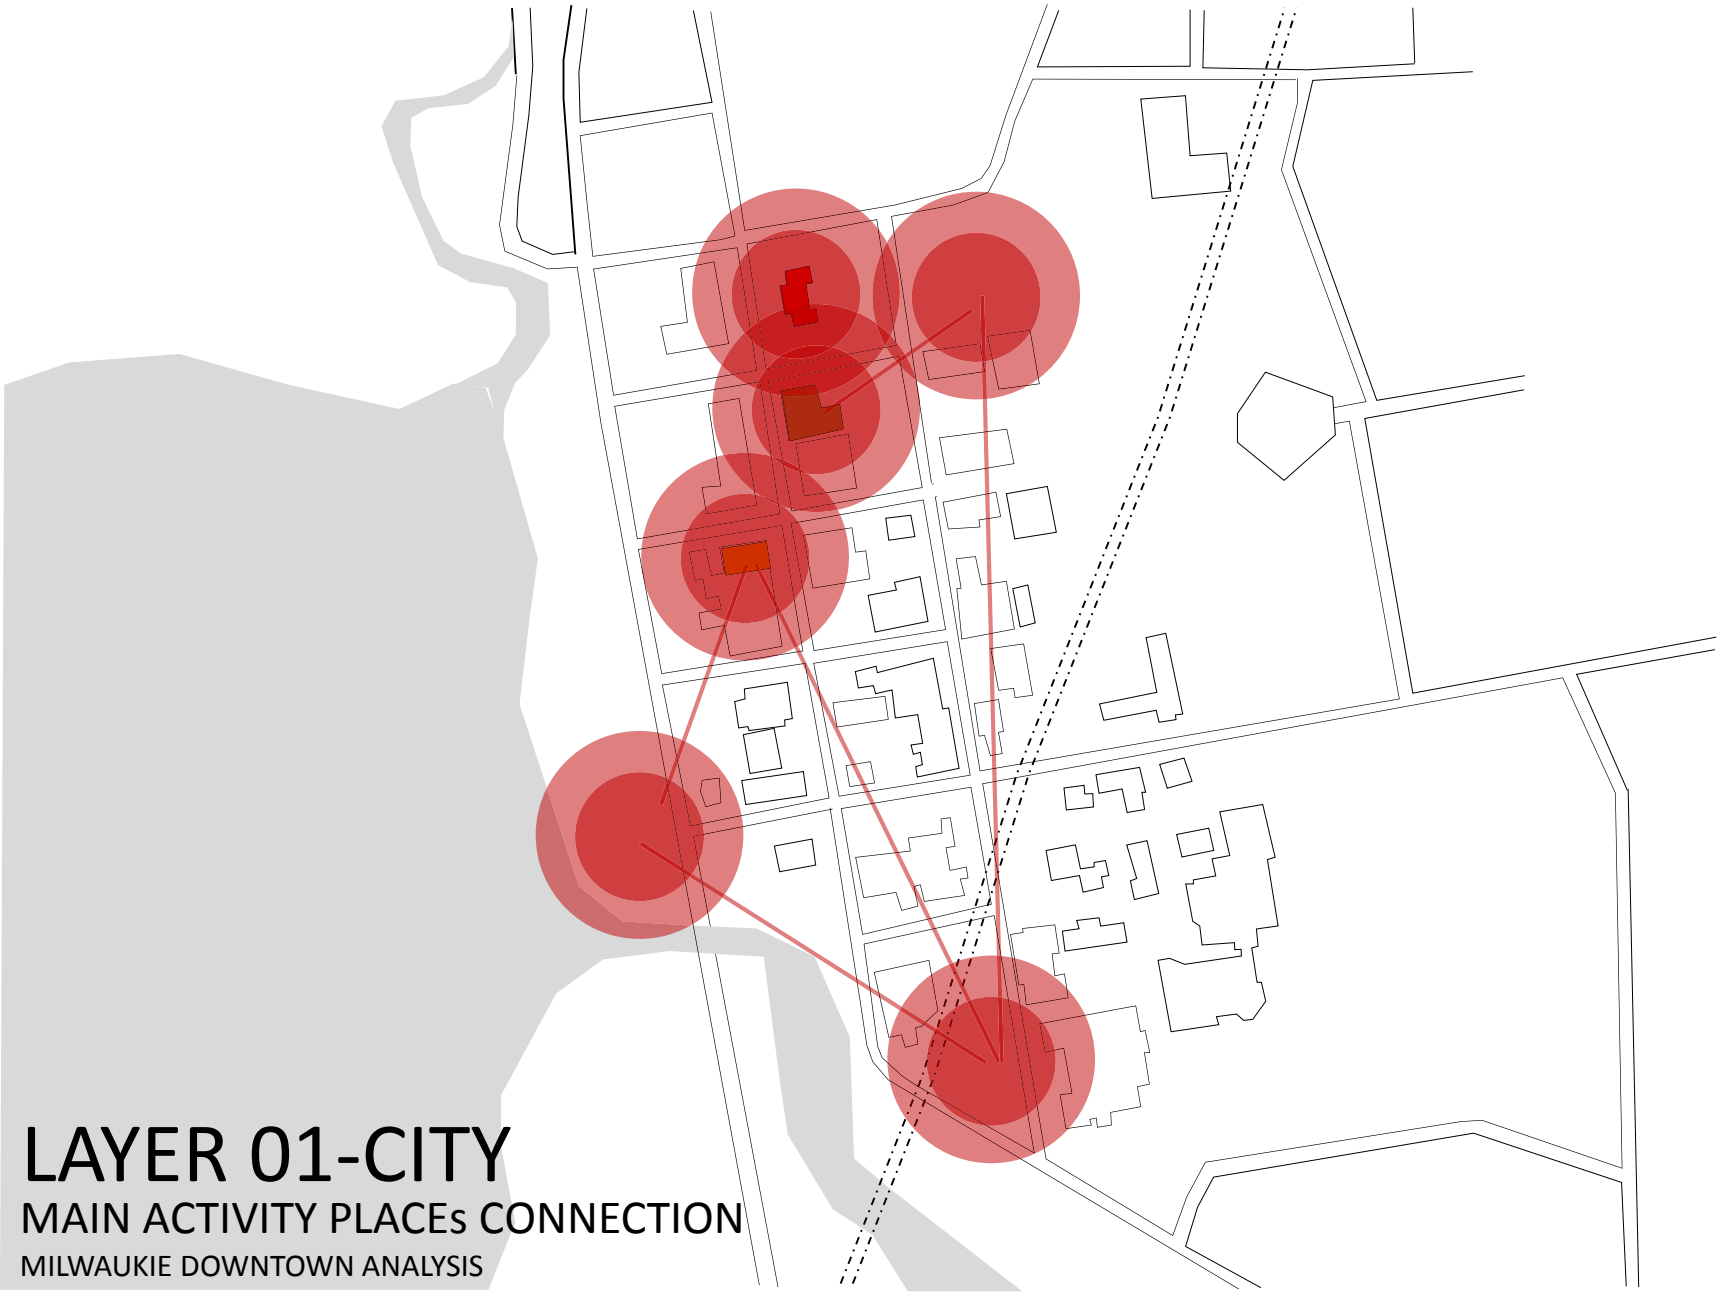 LAYER 01-CITY
MAIN ACTIVITY PLACEs CONNECTION
MILWAUKIE DOWNTOWN ANALYSIS